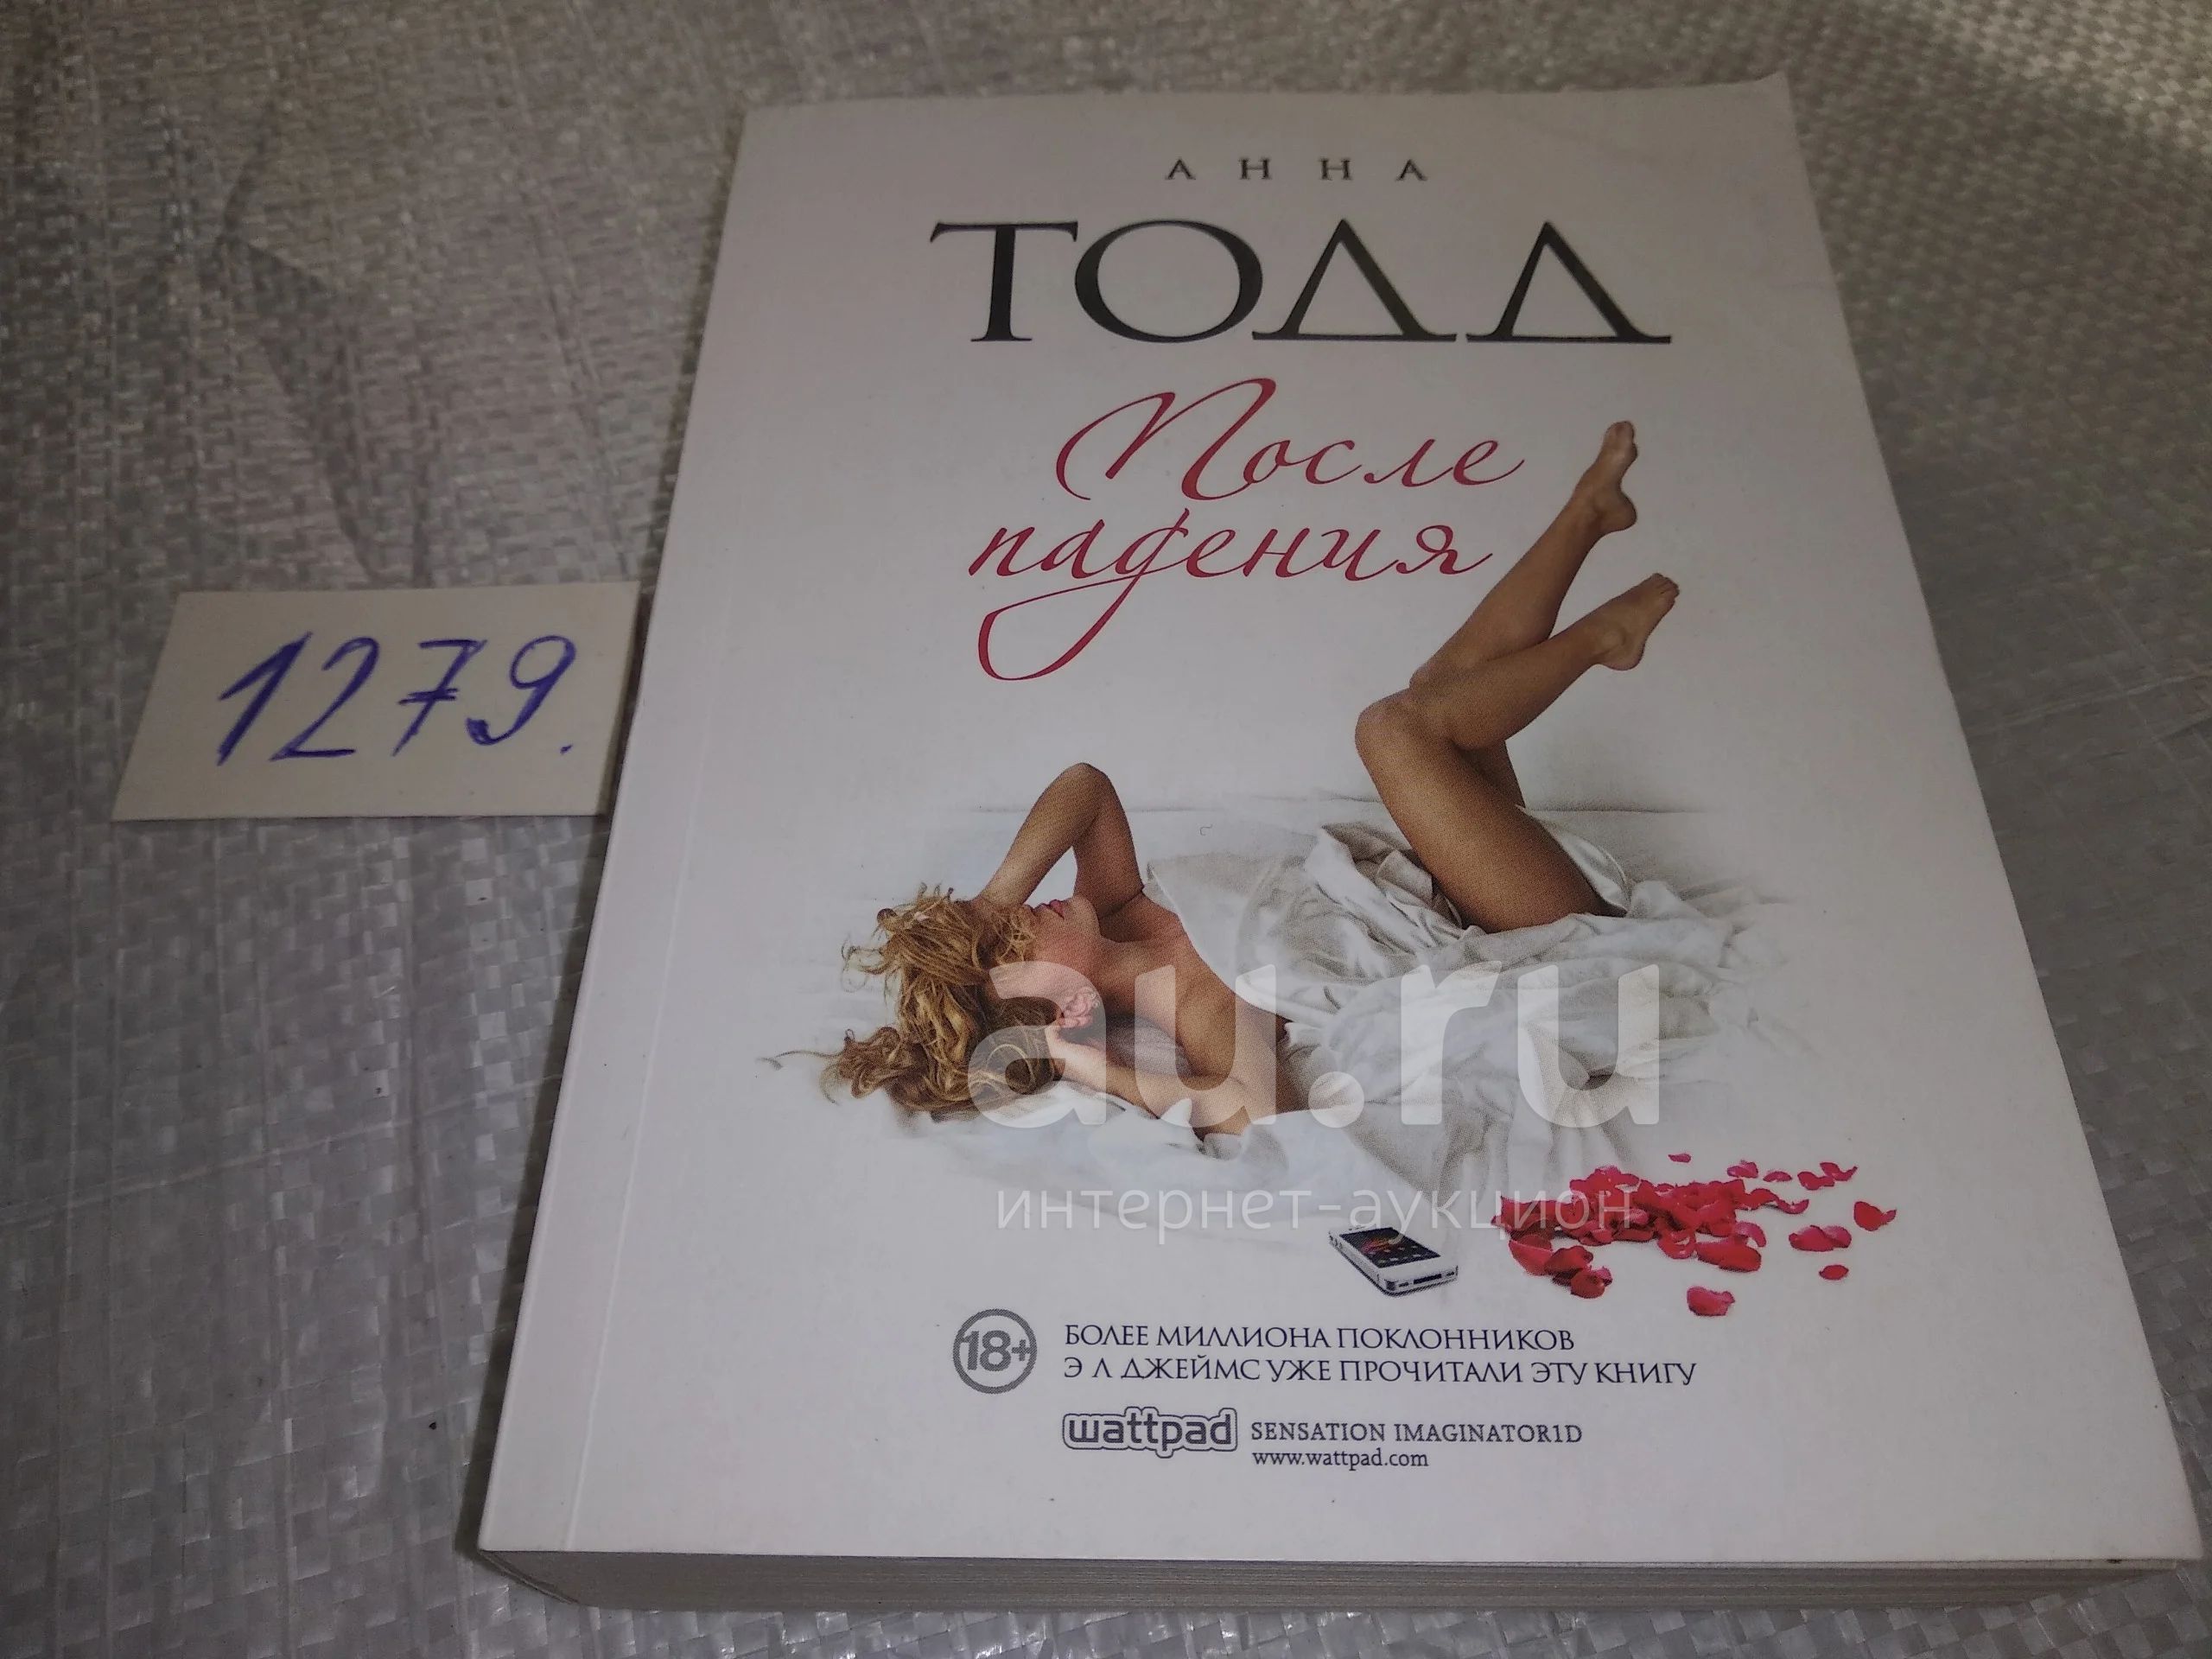 АННА
ТОДД
После
падения
1279.
au.ru
интернет-аукцион
18+
БОЛЕЕ МИЛЛИОНА ПОКЛОННИКОВ
Э Л ДЖЕЙМС УЖЕ ПРОЧИТАЛИ ЭТУ КНИГУ
wattpad SENSATION IMAGINATOR1D
www.wattpad.com